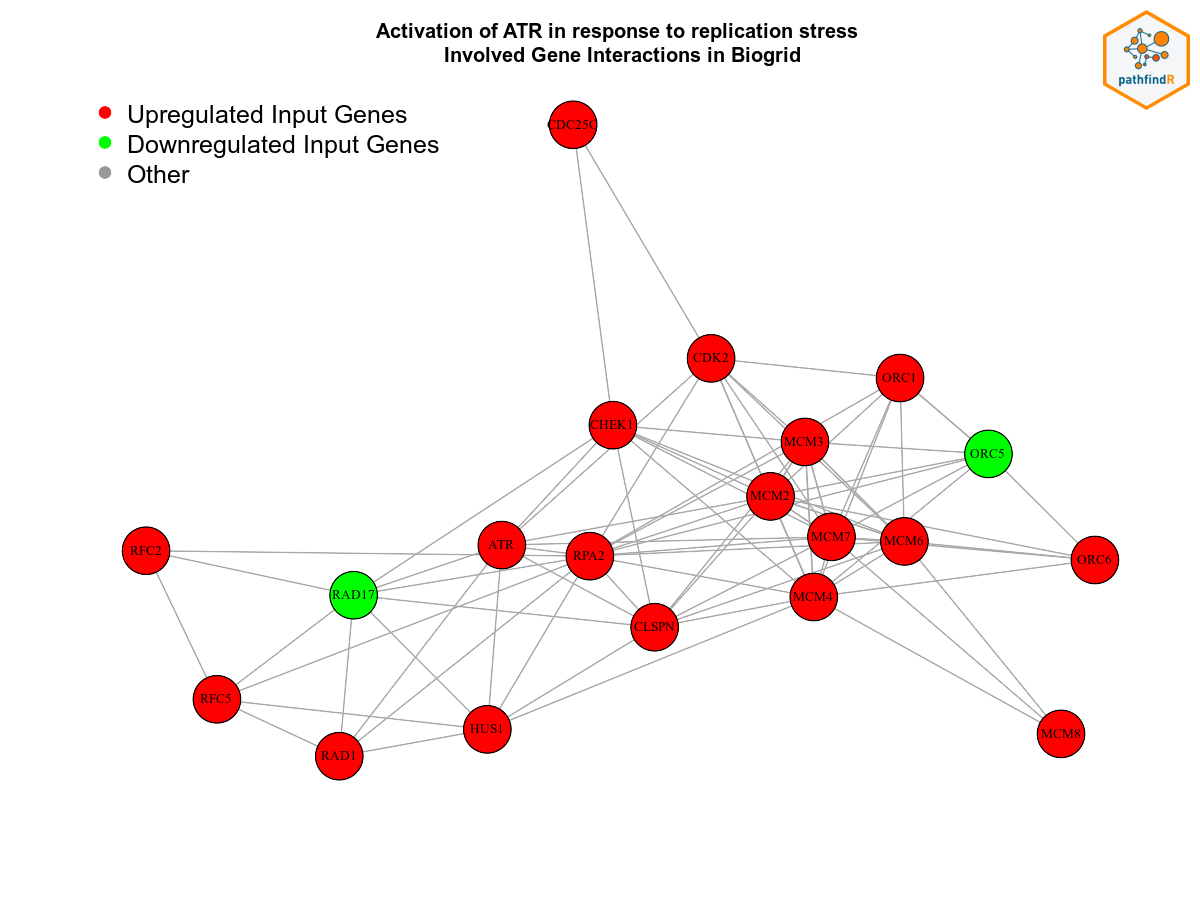 Activation of ATR in response to replication stress
Involved Gene Interactions in Biogrid
pathfindR
Upregulated Input Genes
Downregulated Input Genes
Other
CDC25C
CDK2
ORC1
CHEK1
MCM3
ORC5
MCM2
MCM7
MCM6
ATR
RPA2
RFC2
ORC6
RAD17
MCM4
CLSPN
RFC5
HUS1
MCM8
RAD1